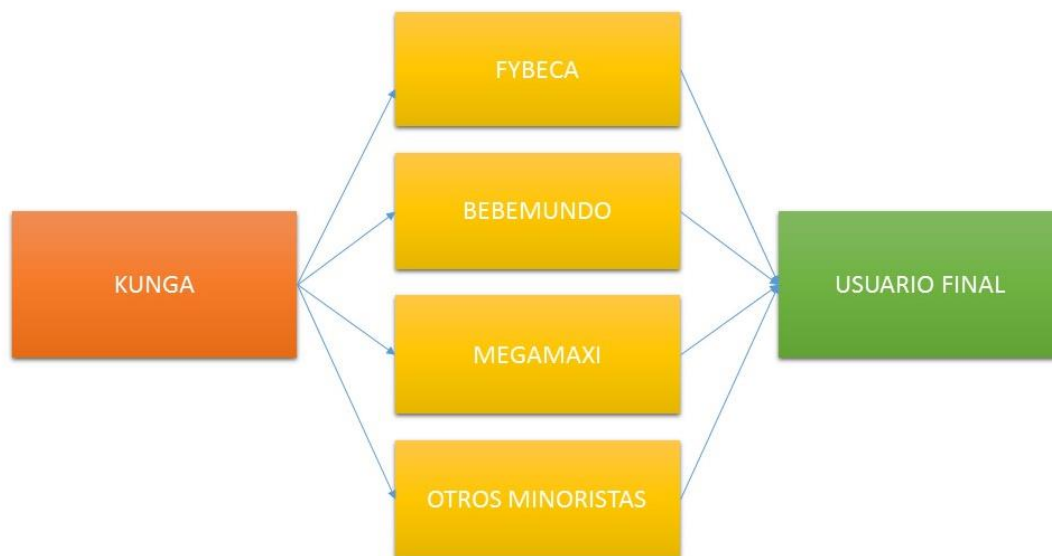 FYBECA
BEBEMUNDO
KUNGA
USUARIO FINAL
MEGAMAXI
OTROS MINORISTAS